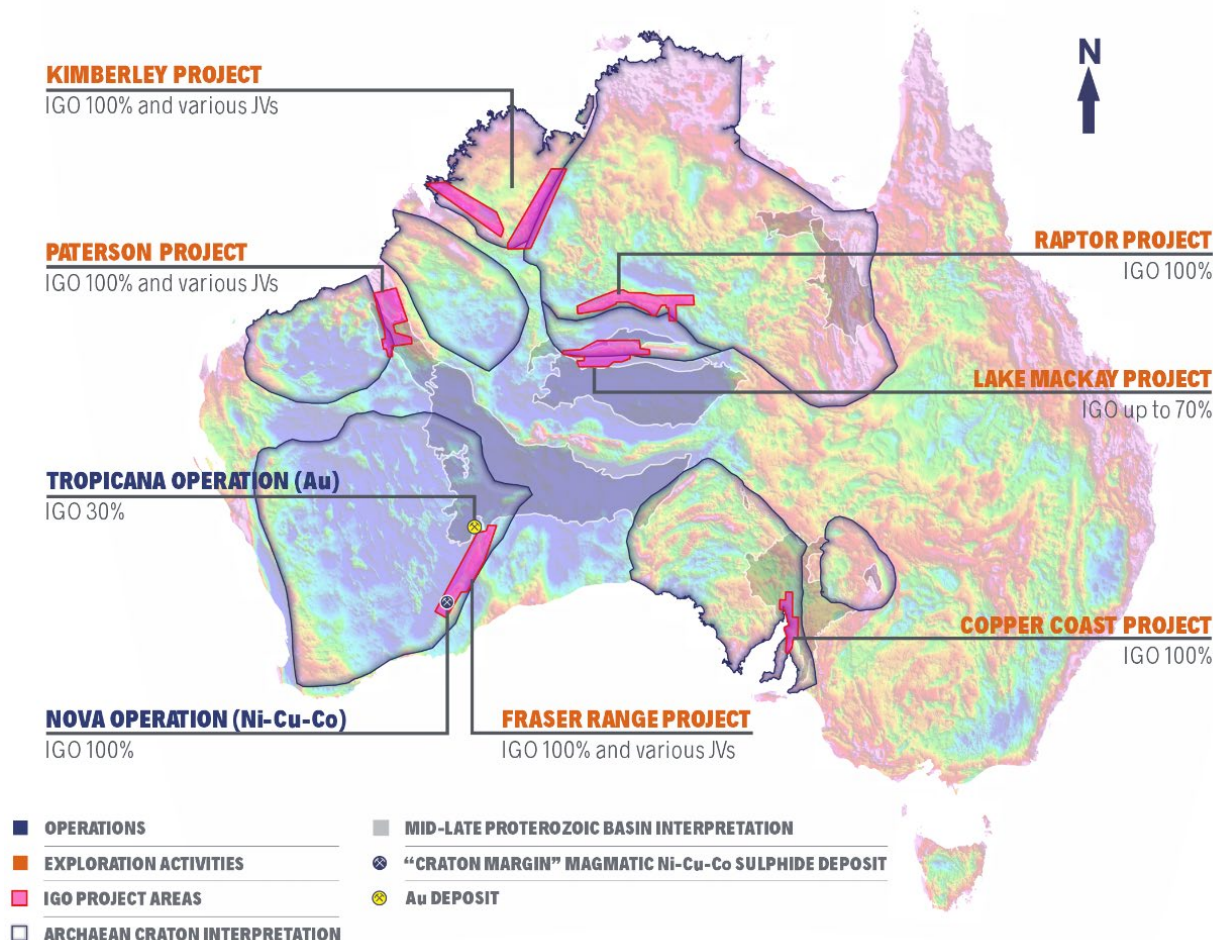 N
KIMBERLEY PROJECT
IGO 100% and various JVs
PATERSON PROJECT
IGO 100% and various JVs
RAPTOR PROJECT
IGO 100%
LAKE MACKAY PROJECT
IGO up to 70%
TROPICANA OPERATION (Au)
IGO 30%
COPPER COAST PROJECT
IGO 100%
NOVA OPERATION (Ni-Cu-Co)
IGO 100%
FRASER RANGE PROJECT
IGO 100% and various JVs
OPERATIONS
EXPLORATION ACTIVITIES
IGO PROJECT AREAS
ARCHAEAN CRATON INTERPRETATION
MID-LATE PROTEROZOIC BASIN INTERPRETATION
“CRATON MARGIN” MAGMATIC Ni-Cu-Co SULPHIDE DEPOSIT
Au DEPOSIT